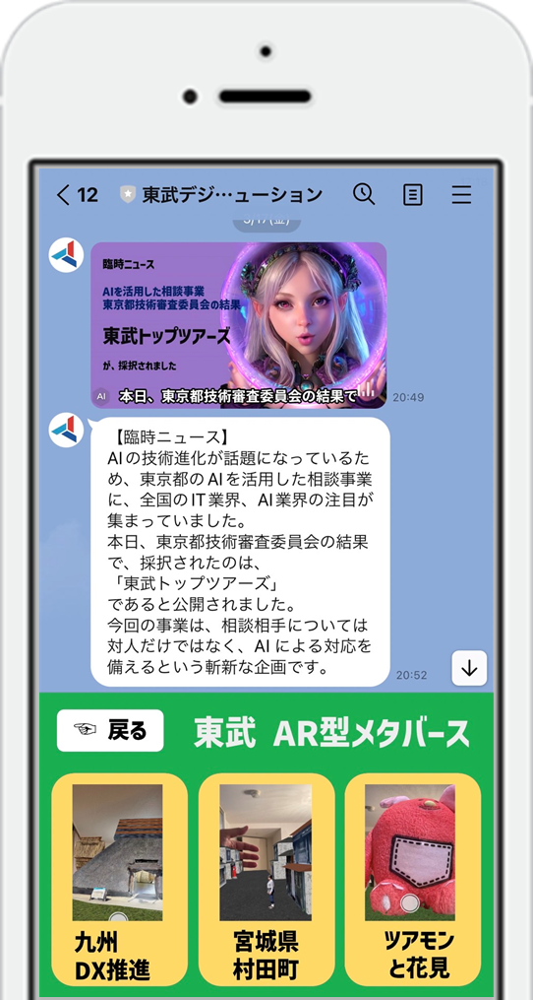 12
東武デジ…ューション
3/17(金)
臨時ニュース
AIを活用した相談事業
東京都技術審査委員会の結果
東武トップツアーズ
が、採択されました
AI
本日、東京都技術審査委員会の結果で
20:49
【臨時ニュース】
AIの技術進化が話題になっているた
め、東京都のAIを活用した相談事業
に、全国のIT業界、AI業界の注目が
集まっていました。
本日、東京都技術審査委員会の結果
で、採択されたのは、
「東武トップツアーズ」
であると公開されました。
今回の事業は、相談相手については
対人だけではなく、AIによる対応を
備えるという斬新な企画です。
20:52
戻る
東武 AR型メタバース
九州
DX推進
宮城県
村田町
ツアモン
と花見